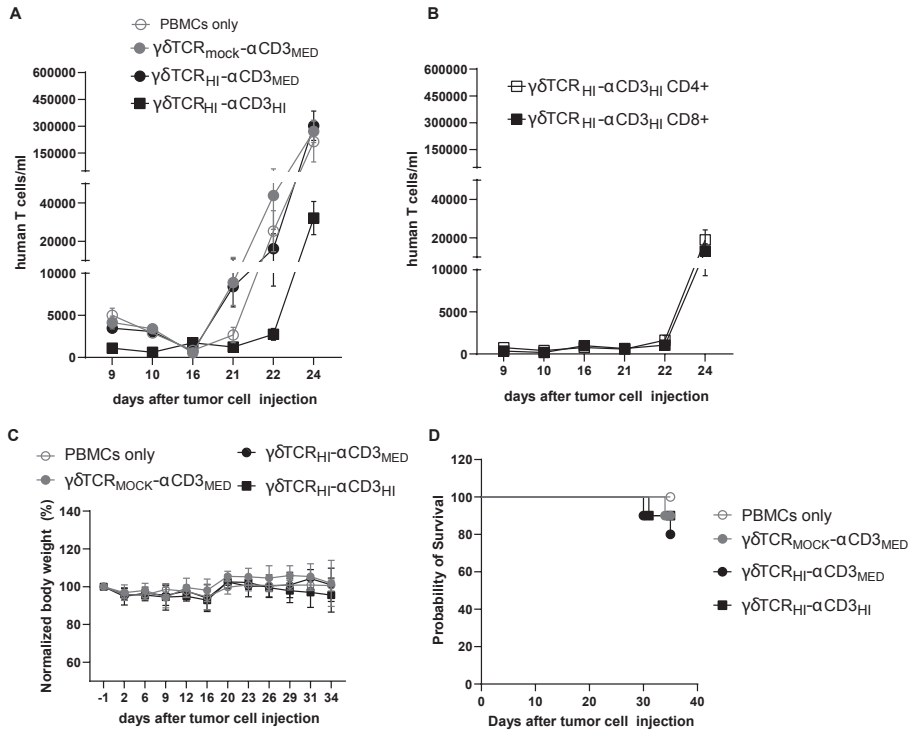 A
PBMCs only
γδTCRmock-αCD3MED
γδTCRHI-αCD3MED
γδTCRHI-αCD3HI
human T cells/ml
600000
450000
300000
150000
40000
20000
10000
5000
0
9 10 16 21 22 24
days after tumor cell injection
B
γδTCRHI-αCD3HI CD4+
γδTCRHI-αCD3HI CD8+
human T cells/ml
600000
450000
300000
150000
40000
20000
10000
5000
0
9 10 16 21 22 24
days after tumor cell injection
C
PBMCs only
γδTCRMOCK-αCD3MED
γδTCRHI-αCD3MED
γδTCRHI-αCD3HI
Normalized body weight (%)
140
120
100
80
60
-1 2 6 9 12 16 20 23 26 29 31 34
days after tumor cell injection
D
Probability of Survival
120
100
80
60
40
20
0
0 10 20 30 40
Days after tumor cell injection
PBMCs only
γδTCRMOCK-αCD3MED
γδTCRHI-αCD3MED
γδTCRHI-αCD3HI